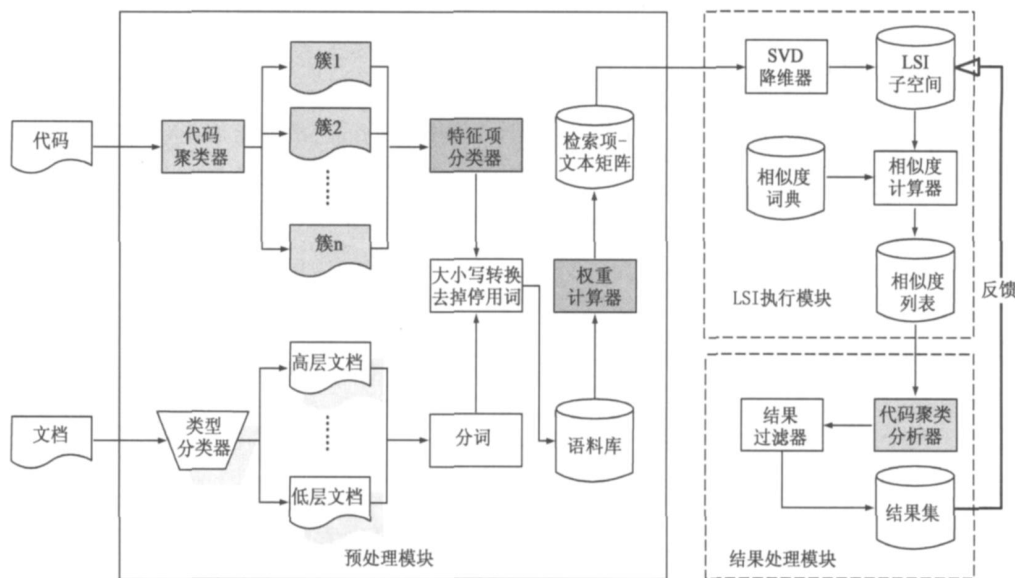 代码
代码
聚类器
簇1
簇2
簇n
特征项
分类器
大小写转换
去掉停用词
文档
类型
分类器
高层文档
低层文档
分词
语料库
权重
计算器
检索项-
文本矩阵
预处理模块
SVD
降维器
LSI
子空间
相似度
词典
相似度
计算器
相似度
列表
LSI执行模块
反馈
代码聚类
分析器
结果
过滤器
结果集
结果处理模块